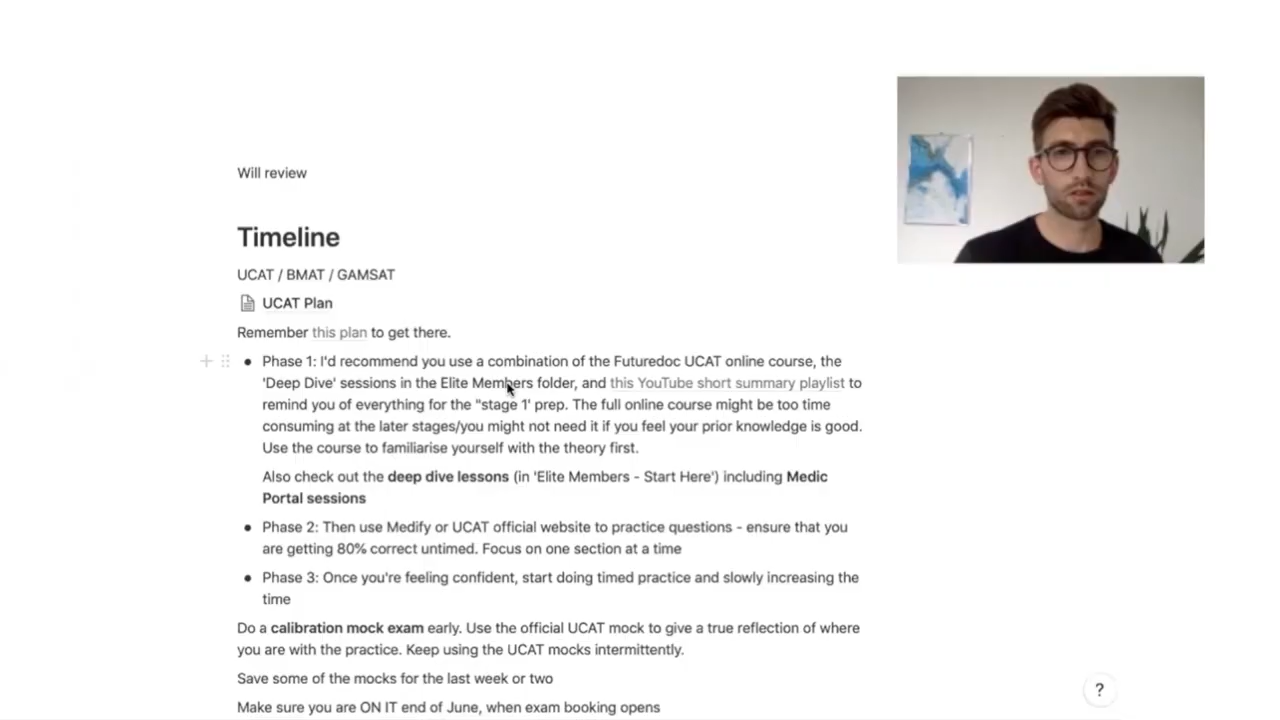 Will review
Timeline
UCAT / BMAT / GAMSAT
UCAT Plan
Remember this plan to get there.
Phase 1: I'd recommend you use a combination of the Futuredoc UCAT online course, the
'Deep Dive' sessions in the Elite Members folder, and this YouTube short summary playlist to
remind you of everything for the "stage 1' prep. The full online course might be too time
consuming at the later stages/you might not need it if you feel your prior knowledge is good.
Use the course to familiarise yourself with the theory first.
Also check out the deep dive lessons (in 'Elite Members - Start Here') including Medic
Portal sessions
Phase 2: Then use Medify or UCAT official website to practice questions - ensure that you
are getting 80% correct untimed. Focus on one section at a time
Phase 3: Once you're feeling confident, start doing timed practice and slowly increasing the
time
Do a calibration mock exam early. Use the official UCAT mock to give a true reflection of where
you are with the practice. Keep using the UCAT mocks intermittently.
Save some of the mocks for the last week or two
Make sure you are ON IT end of June, when exam booking opens
?